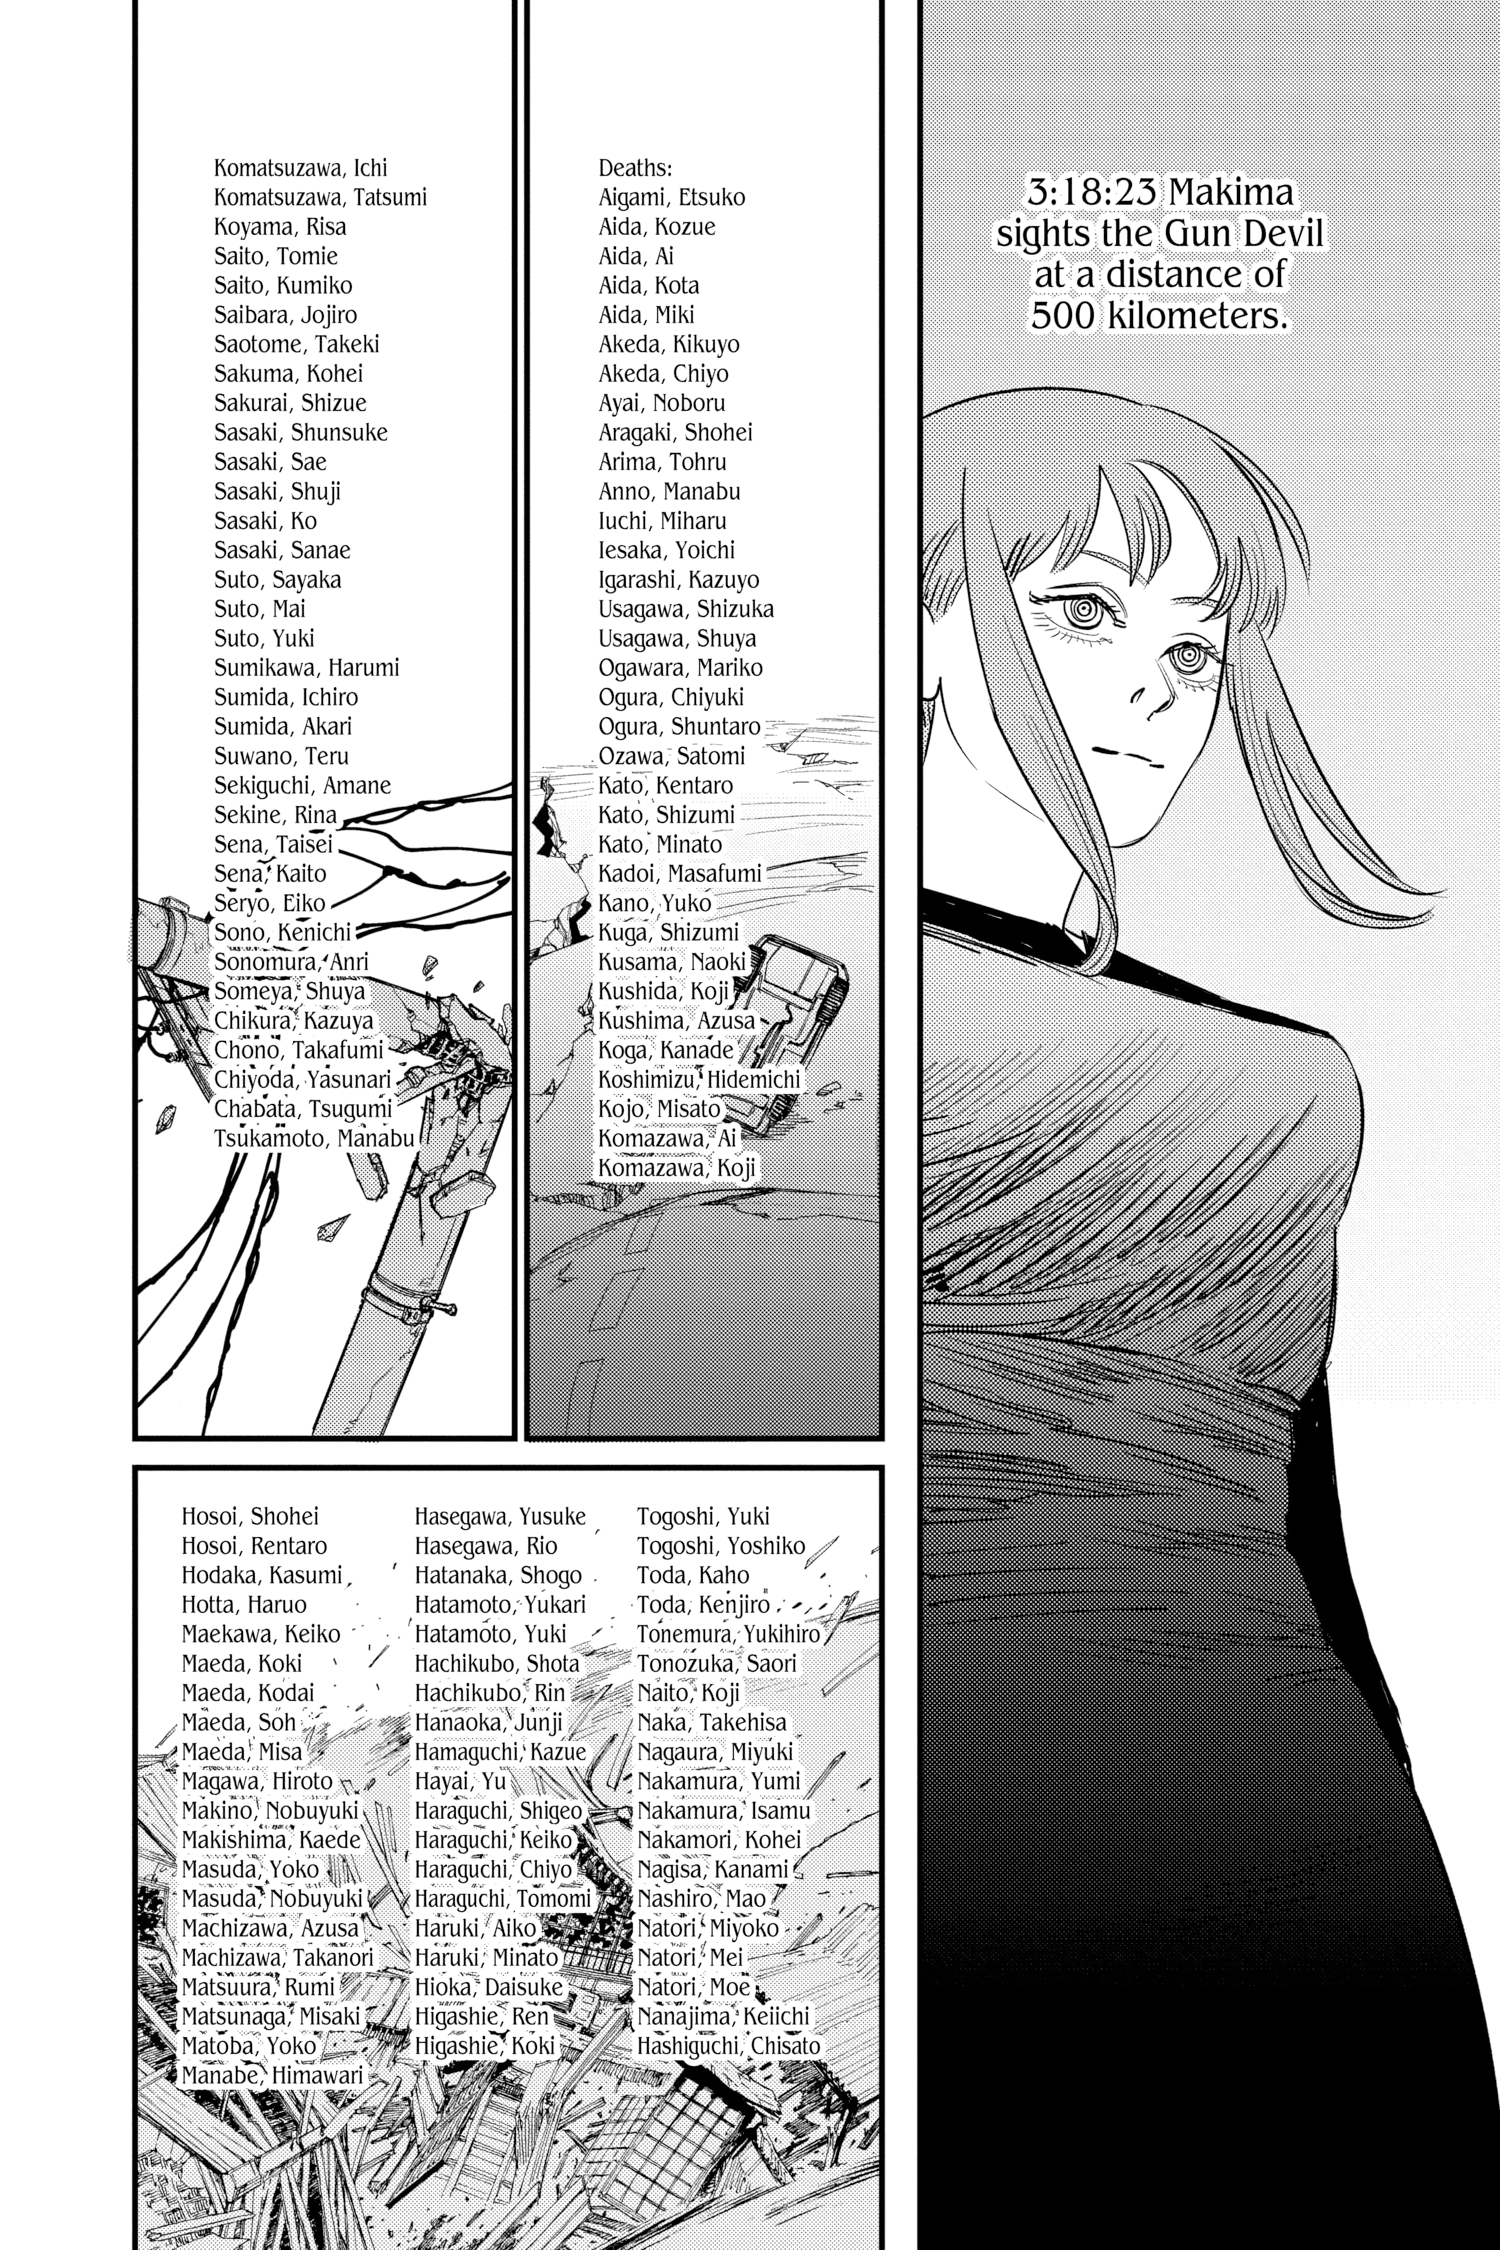 3:18:23 Makima
sights the Gun Devil
at a distance of
500 kilometers.
Deaths:
Aigami, Etsuko
Aida, Kozue
Aida, Ai
Aida, Kota
Aida, Miki
Akeda, Kikuyo
Akeda, Chiyo
Ayai, Noboru
Aragaki, Shohei
Arima, Tohru
Anno, Manabu
Iuchi, Miharu
Iesaka, Yoichi
Igarashi, Kazuyo
Usagawa, Shizuka
Usagawa, Shuya
Ogawara, Mariko
Ogura, Chiyuki
Ogura, Shuntaro
Ozawa, Satomi
Kato, Kentaro
Kato, Shizumi
Kato, Minato
Kadoi, Masafumi
Kano, Yuko
Kuga, Shizumi
Kusama, Naoki
Kushida, Koji
Kushima, Azusa
Koga, Kanade
Koshimizu, Hidemichi
Kojo, Misato
Komazawa, Ai
Komazawa, Koji
Komatsuzawa, Ichi
Komatsuzawa, Tatsumi
Koyama, Risa
Saito, Tomie
Saito, Kumiko
Saibara, Jojiro
Saotome, Takeki
Sakuma, Kohei
Sakurai, Shizue
Sasaki, Shunsuke
Sasaki, Sae
Sasaki, Shuji
Sasaki, Ko
Sasaki, Sanae
Suto, Sayaka
Suto, Mai
Suto, Yuki
Sumikawa, Harumi
Sumida, Ichiro
Sumida, Akari
Suwano, Teru
Sekiguchi, Amane
Sekine, Rina
Sena, Taisei
Sena, Kaito
Seryo, Eiko
Sono, Kenichi
Sonomura, Anri
Someya, Shuya
Chikura, Kazuya
Chono, Takafumi
Chiyoda, Yasunari
Chabata, Tsugumi
Tsukamoto, Manabu
Togoshi, Yuki
Togoshi, Yoshiko
Toda, Kaho
Toda, Kenjiro
Tonemura, Yukihiro
Tonozuka, Saori
Naito, Koji
Naka, Takehisa
Nagaura, Miyuki
Nakamura, Yumi
Nakamura, Isamu
Nakamori, Kohei
Nagisa, Kanami
Nashiro, Mao
Natori, Miyoko
Natori, Mei
Natori, Moe
Nanajima, Keiichi
Hashiguchi, Chisato
Hasegawa, Yusuke
Hasegawa, Rio
Hatanaka, Shogo
Hatamoto, Yukari
Hatamoto, Yuki
Hachikubo, Shota
Hachikubo, Rin
Hanaoka, Junji
Hamaguchi, Kazue
Hayai, Yu
Haraguchi, Shigeo
Haraguchi, Keiko
Haraguchi, Chiyo
Haraguchi, Tomomi
Haruki, Aiko
Haruki, Minato
Hioka, Daisuke
Higashie, Ren
Higashie, Koki
Hosoi, Shohei
Hosoi, Rentaro
Hodaka, Kasumi
Hotta, Haruo
Maekawa, Keiko
Maeda, Koki
Maeda, Kodai
Maeda, Soh
Maeda, Misa
Magawa, Hiroto
Makino, Nobuyuki
Makishima, Kaede
Masuda, Yoko
Masuda, Nobuyuki
Machizawa, Azusa
Machizawa, Takanori
Matsuura, Rumi
Matsunaga, Misaki
Matoba, Yoko
Manabe, Himawari